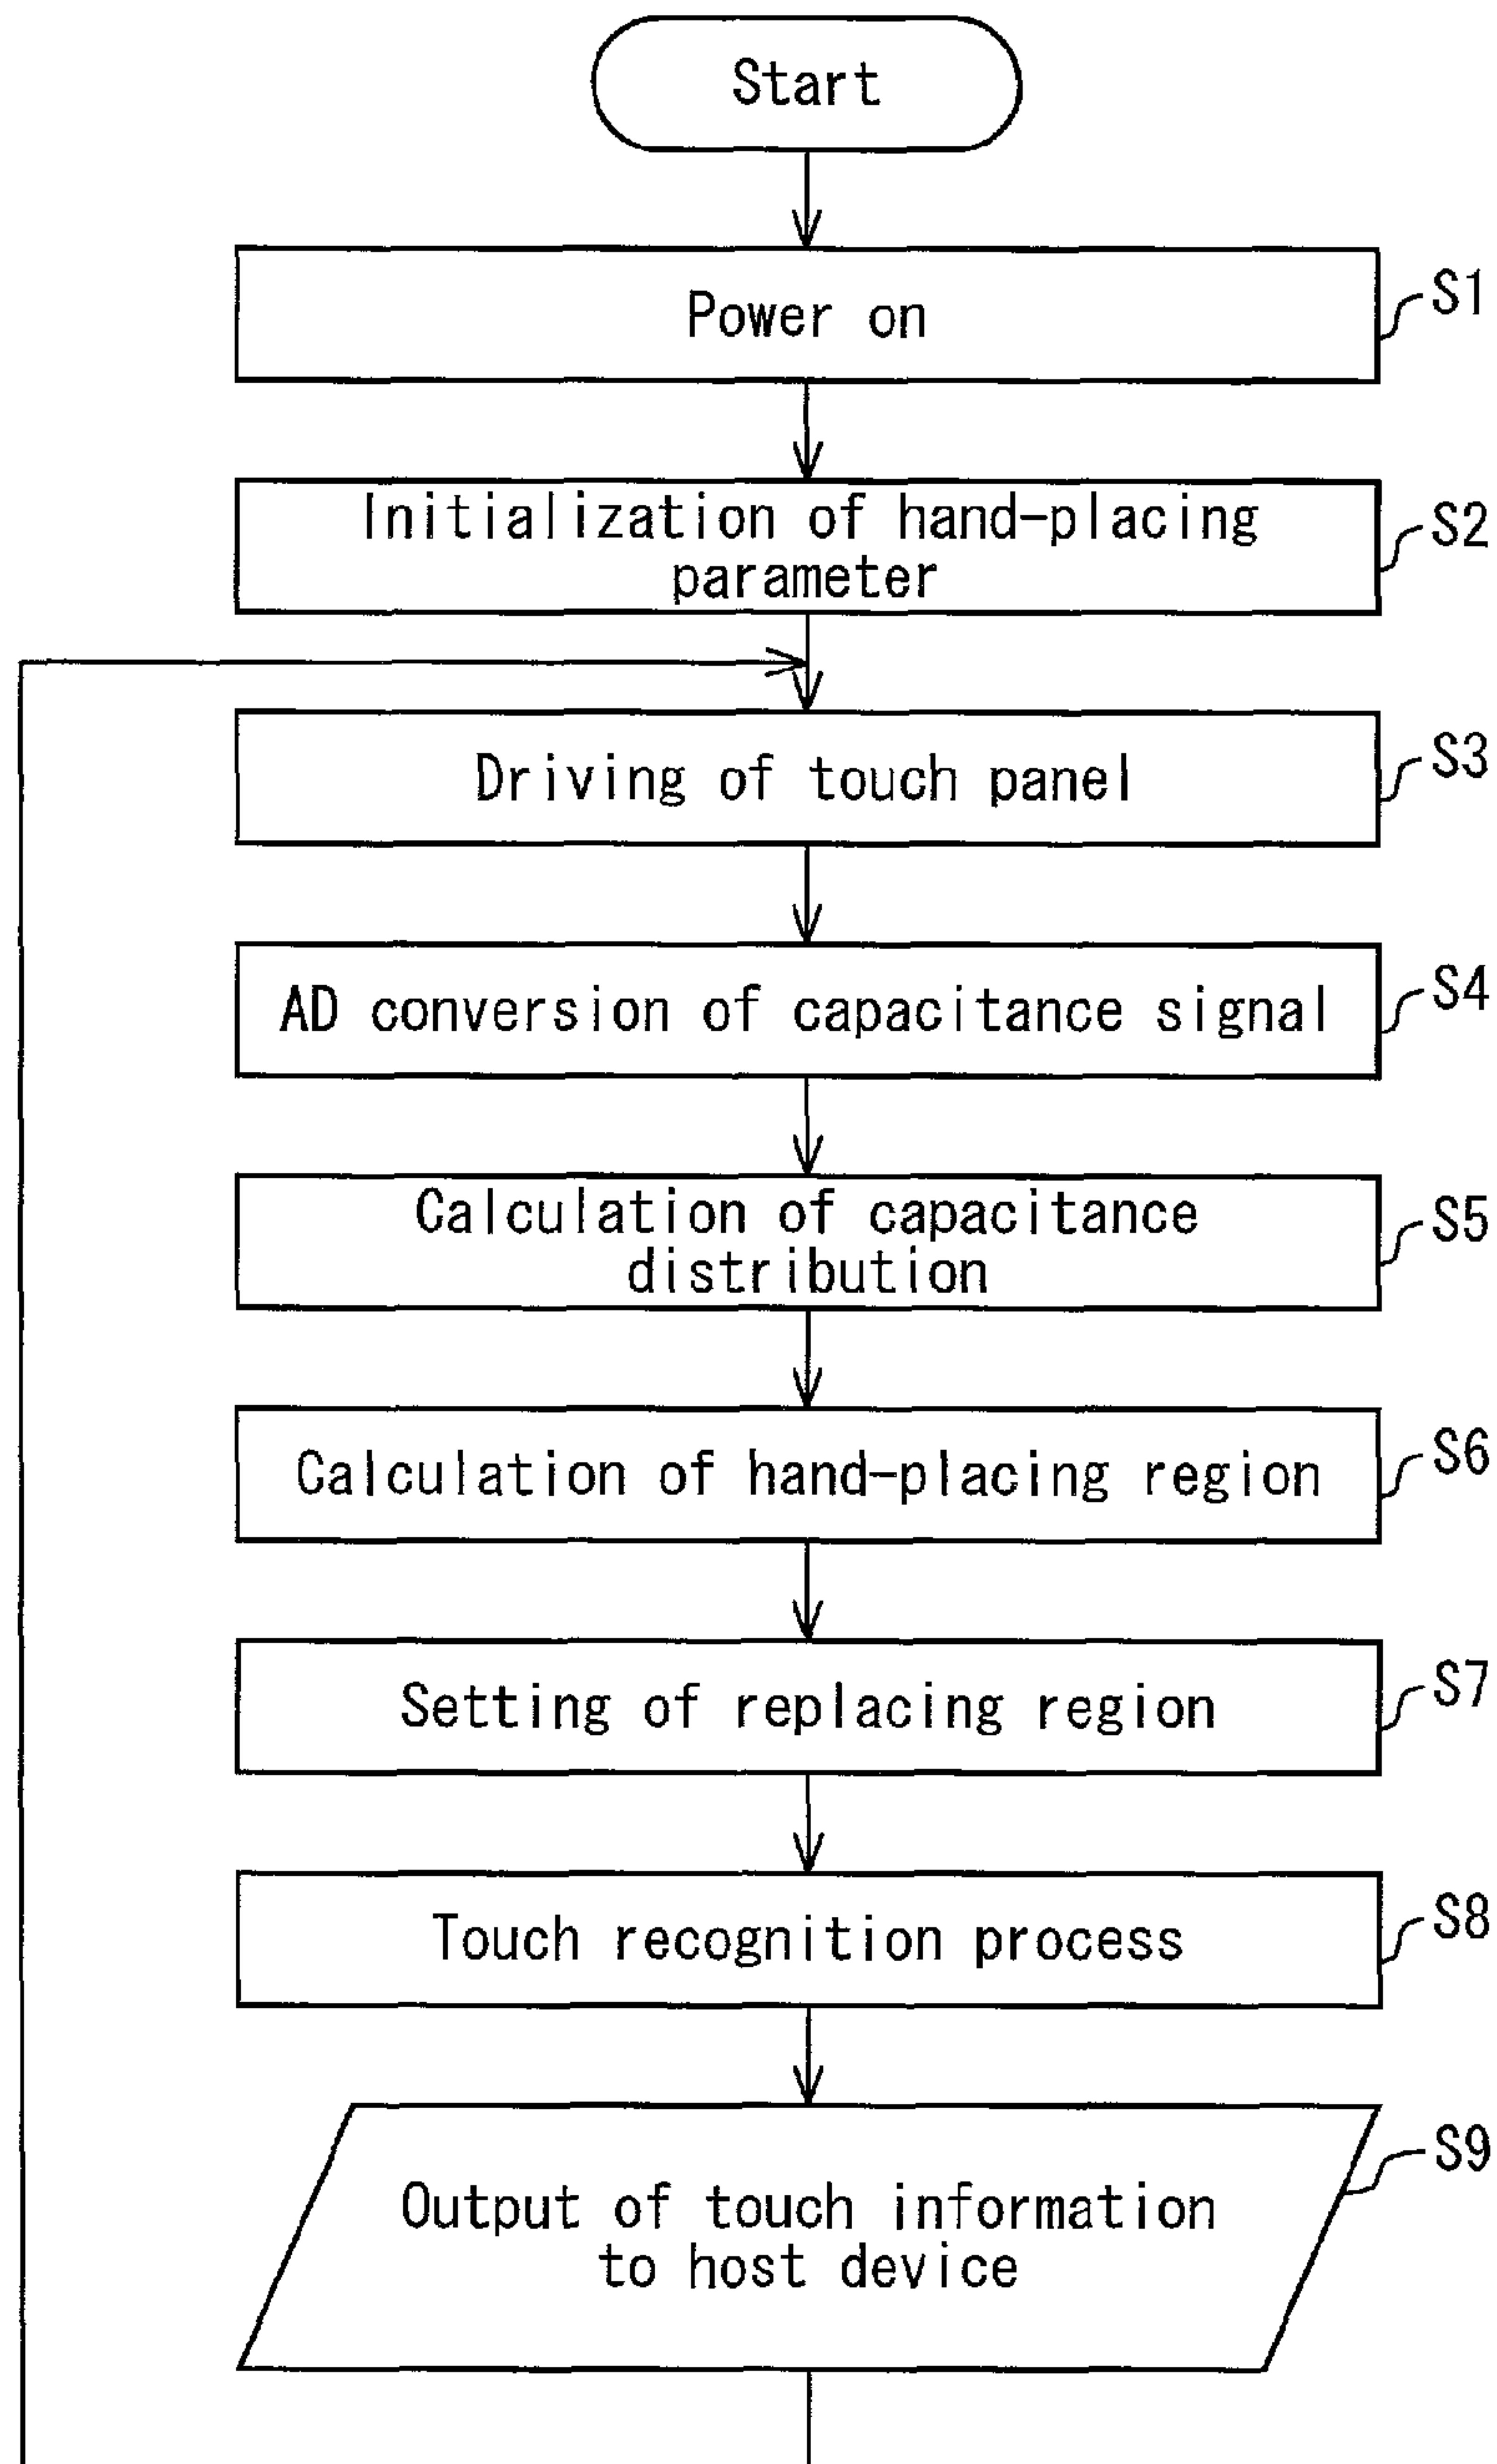 Start
Power on
S1
Initialization of hand-placing
parameter
S2
Driving of touch panel
S3
AD conversion of capacitance signal
S4
Calculation of capacitance
distribution
S5
Calculation of hand-placing region
S6
Setting of replacing region
S7
Touch recognition process
S8
Output of touch information
to host device
S9